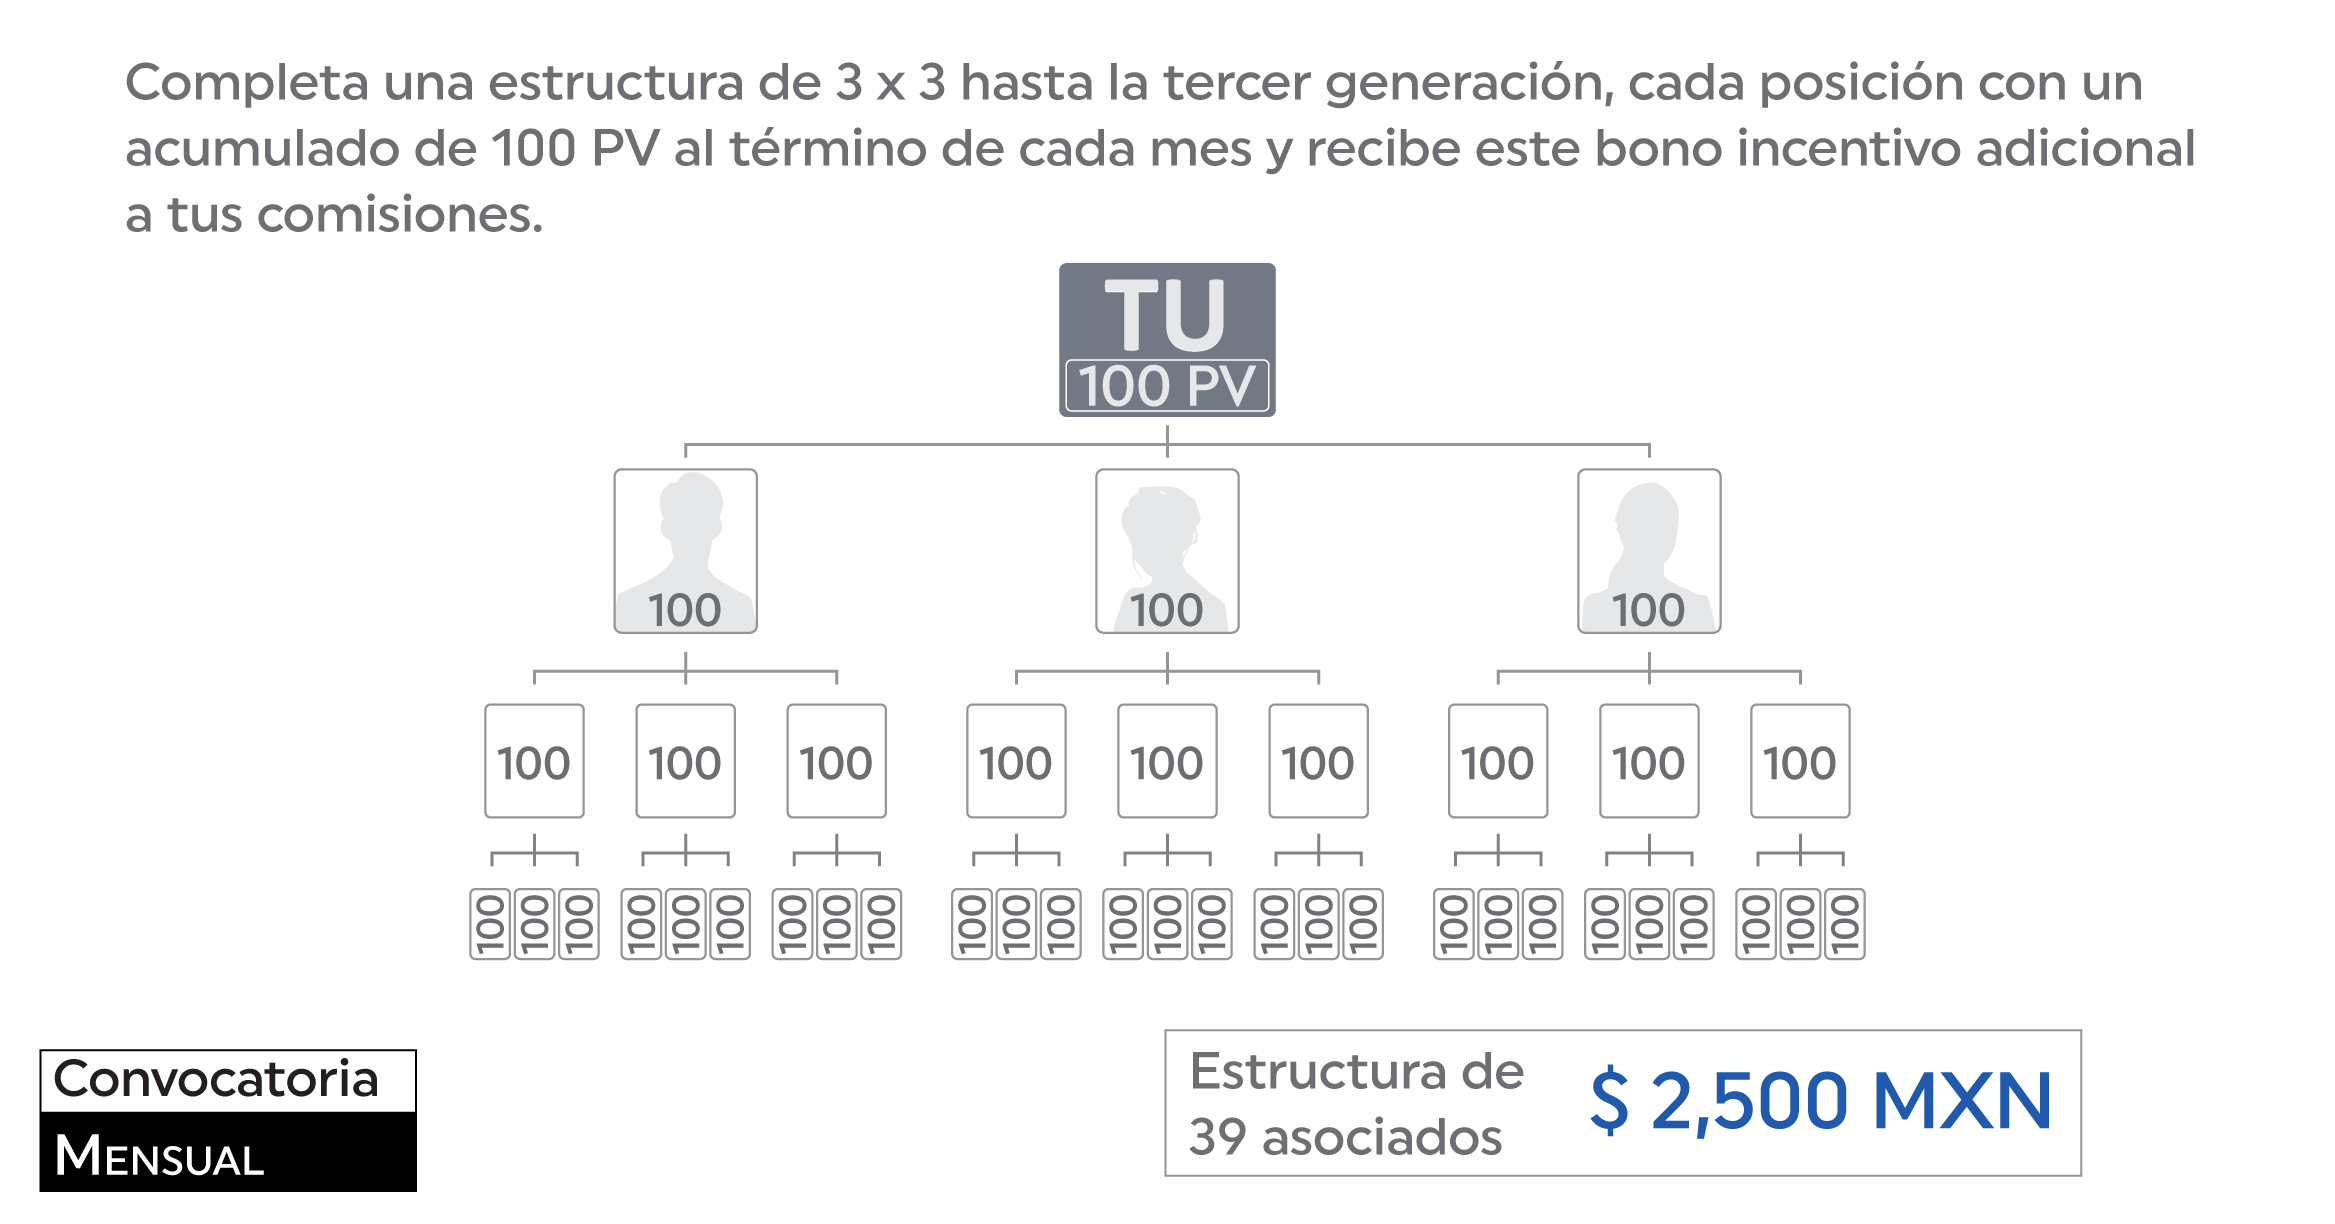 Completa una estructura de 3 x 3 hasta la tercer generación, cada posición con un
acumulado de 100 PV al término de cada mes y recibe este bono incentivo adicional
a tus comisiones.
TU
100 PV
100 100 100
100 100 100 100 100 100 100 100 100
100 100 100 100 100 100 100 100 100 100 100 100 100 100 100 100 100 100 100 100 100 100 100 100 100 100 100
Convocatoria
MENSUAL
Estructura de
39 asociados
$ 2,500 MXN